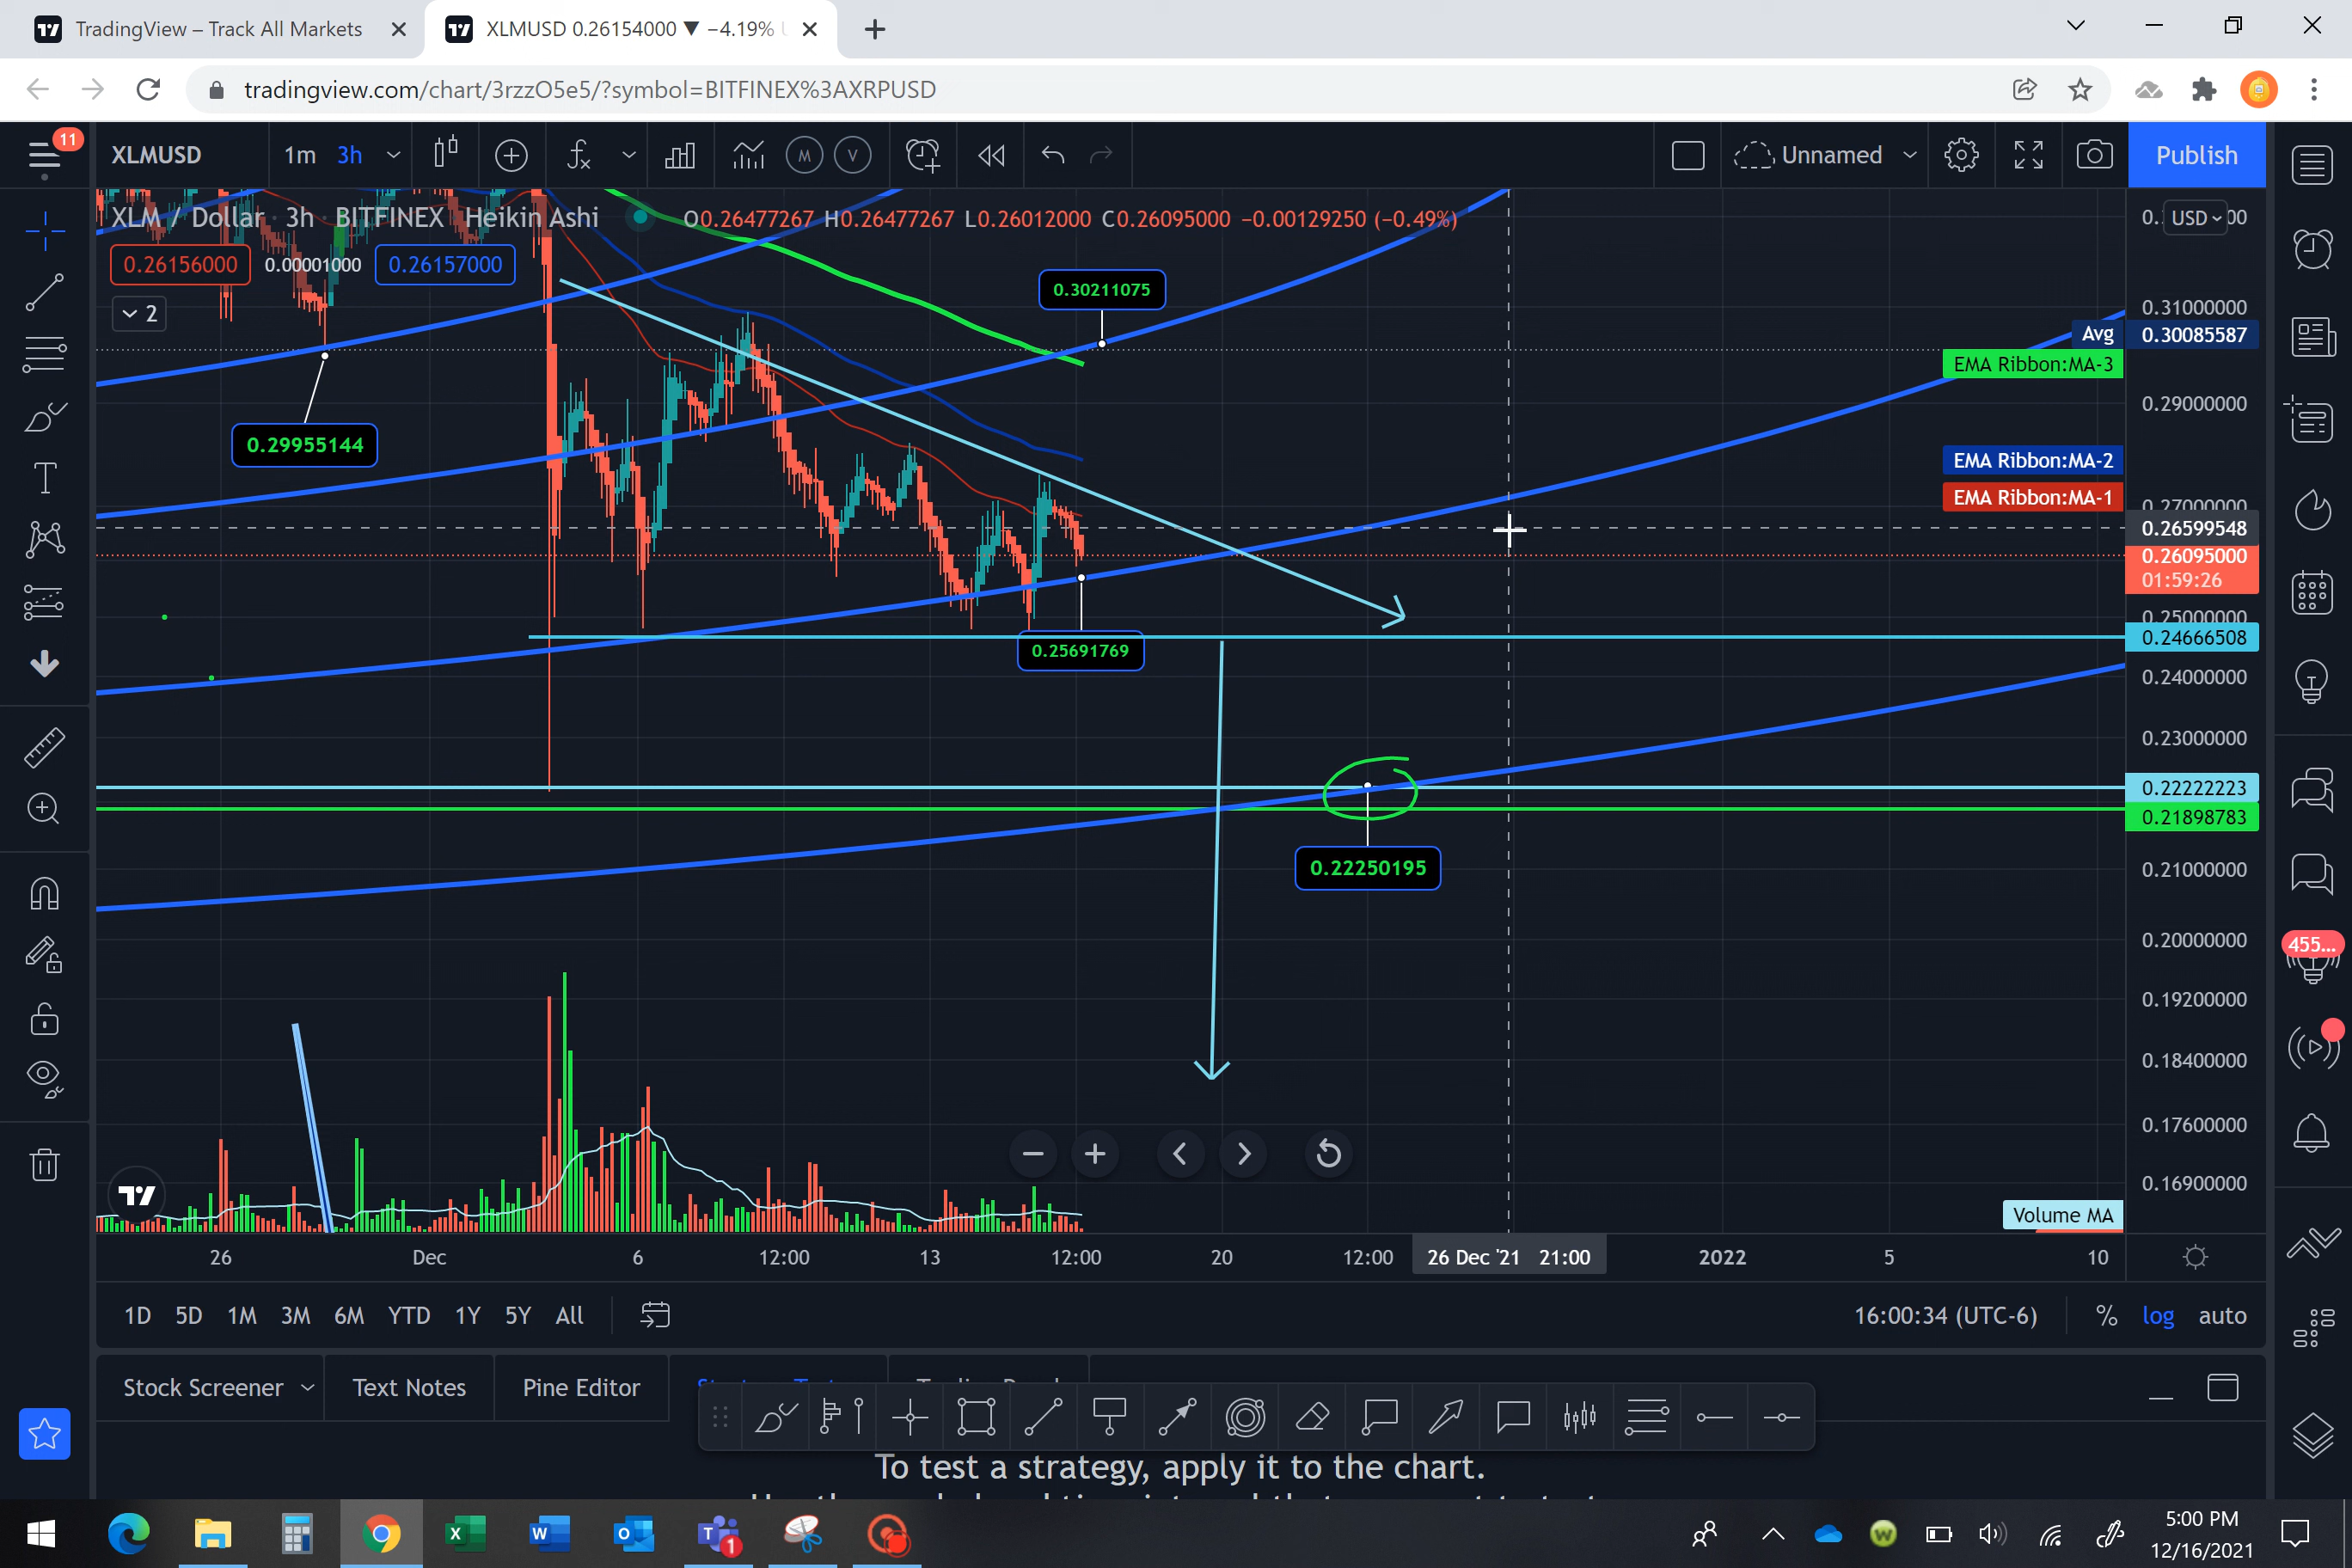 TradingView – Track All Markets
XLMUSD 0.26154000 ▼ −4.19%
tradingview.com/chart/3rzzO5e5/?symbol=BITFINEX%3AXRPUSD
11
XLMUSD 1m 3h
M V
Unnamed
Publish
XLM / Dollar · 3h · BITFINEX · Heikin Ashi O0.26477267 H0.26477267 L0.26012000 C0.26095000 −0.00129250 (−0.49%)
USD
0.26156000 0.00001000 0.26157000
2
0.30211075
0.31000000
Avg 0.30085587
EMA Ribbon:MA-3
0.29000000
0.29955144
EMA Ribbon:MA-2
EMA Ribbon:MA-1
0.27000000
0.26599548
0.26095000
01:59:26
0.25000000
0.24666508
0.25691769
0.24000000
0.23000000
0.22222223
0.21898783
0.22250195
0.21000000
0.20000000
455...
0.19200000
0.18400000
0.17600000
0.16900000
Volume MA
26 Dec 6 12:00 13 12:00 20 12:00 26 Dec '21 21:00 2022 5 10
1D 5D 1M 3M 6M YTD 1Y 5Y All
16:00:34 (UTC-6) % log auto
Stock Screener Text Notes Pine Editor
To test a strategy, apply it to the chart.
5:00 PM
12/16/2021